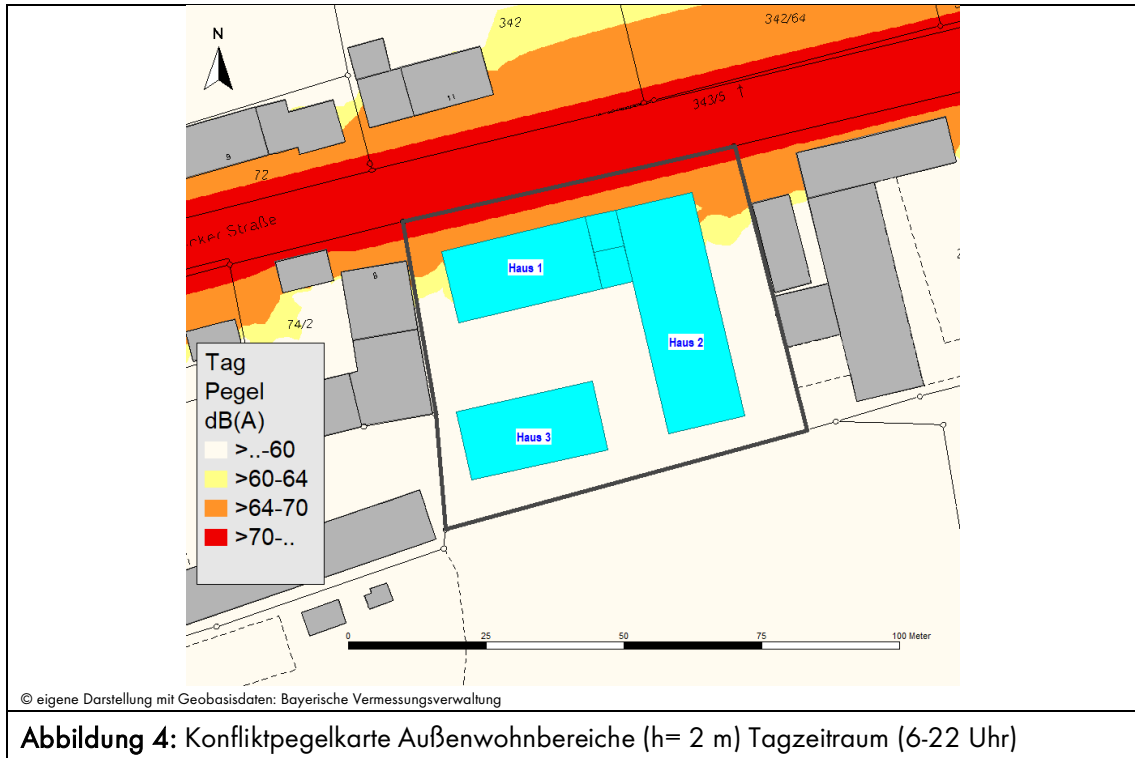 N
342
342/64
11
343/5
9
72
cker Straße
8
74/2
Haus 1
Haus 2
Haus 3
Tag
Pegel
dB(A)
>..-60
>60-64
>64-70
>70-..
0 25 50 75 100 Meter
© eigene Darstellung mit Geobasisdaten: Bayerische Vermessungsverwaltung
Abbildung 4: Konfliktpegelkarte Außenwohnbereiche (h= 2 m) Tagzeitraum (6-22 Uhr)